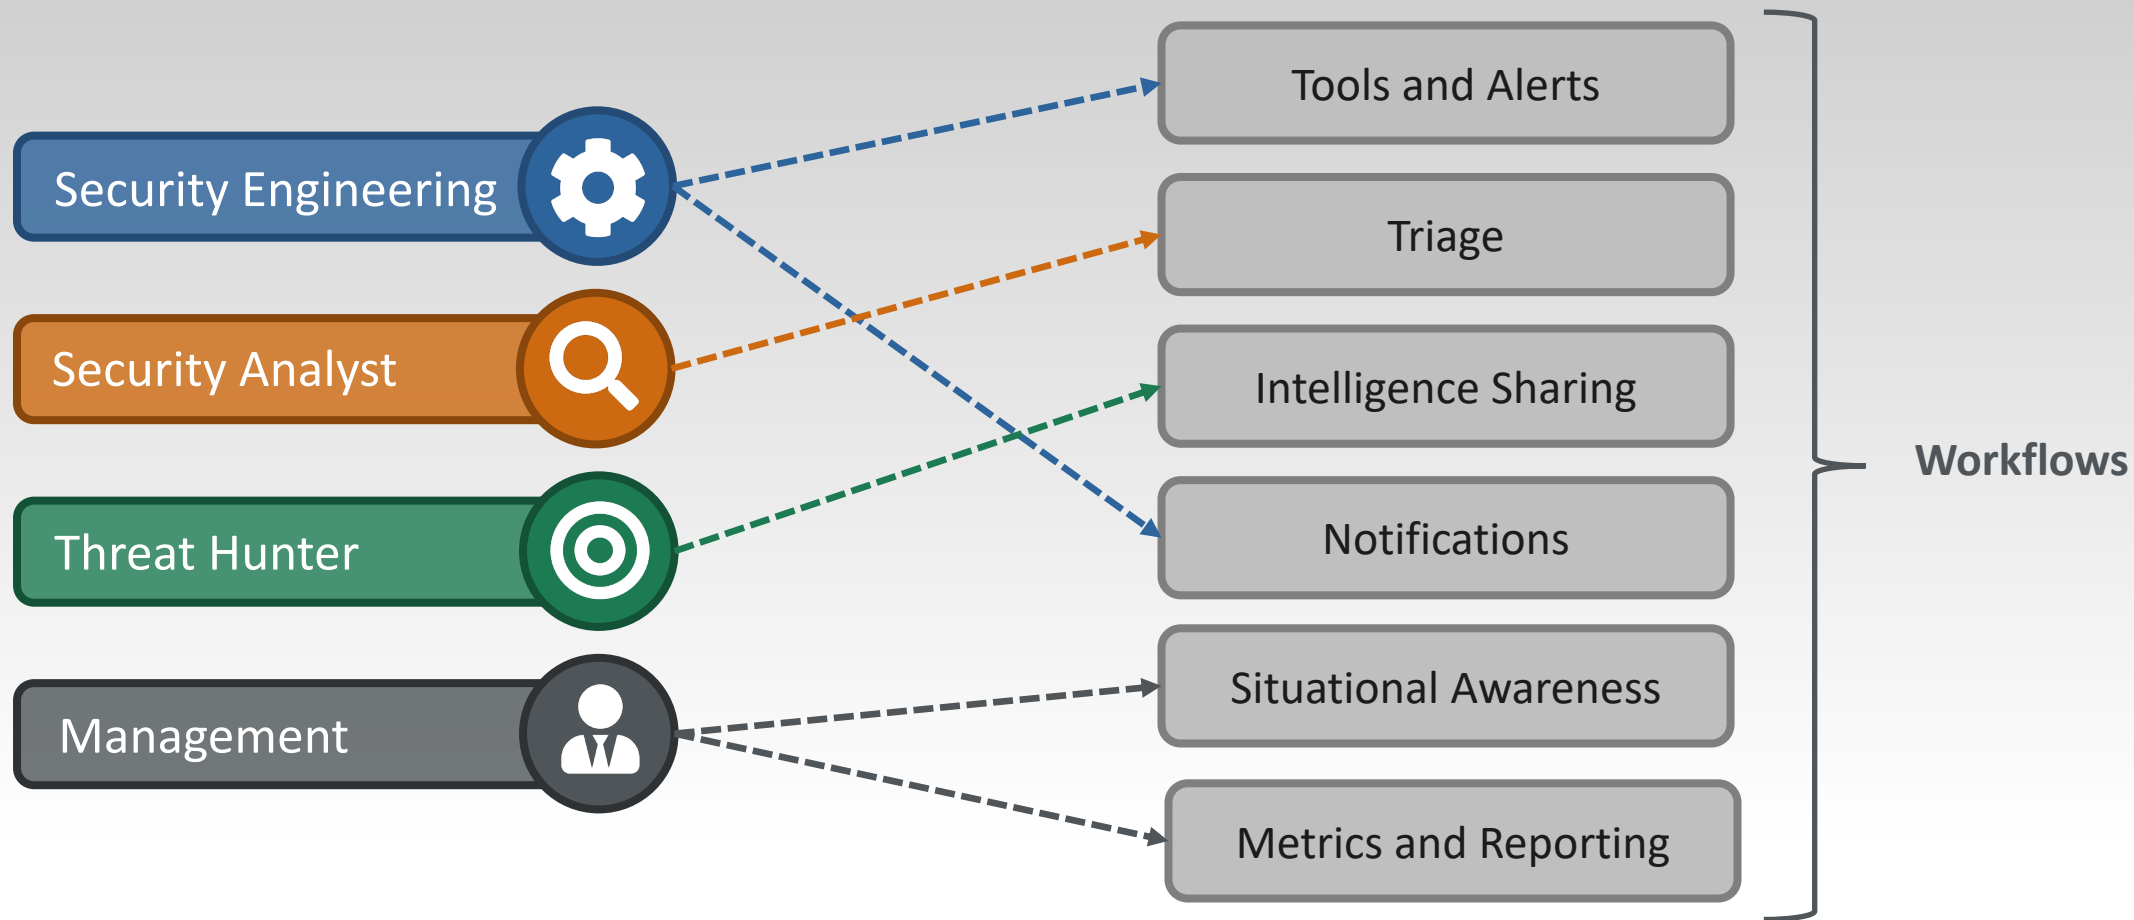 Security Engineering
Security Analyst
Threat Hunter
Management
Tools and Alerts
Triage
Intelligence Sharing
Notifications
Situational Awareness
Metrics and Reporting
Workflows